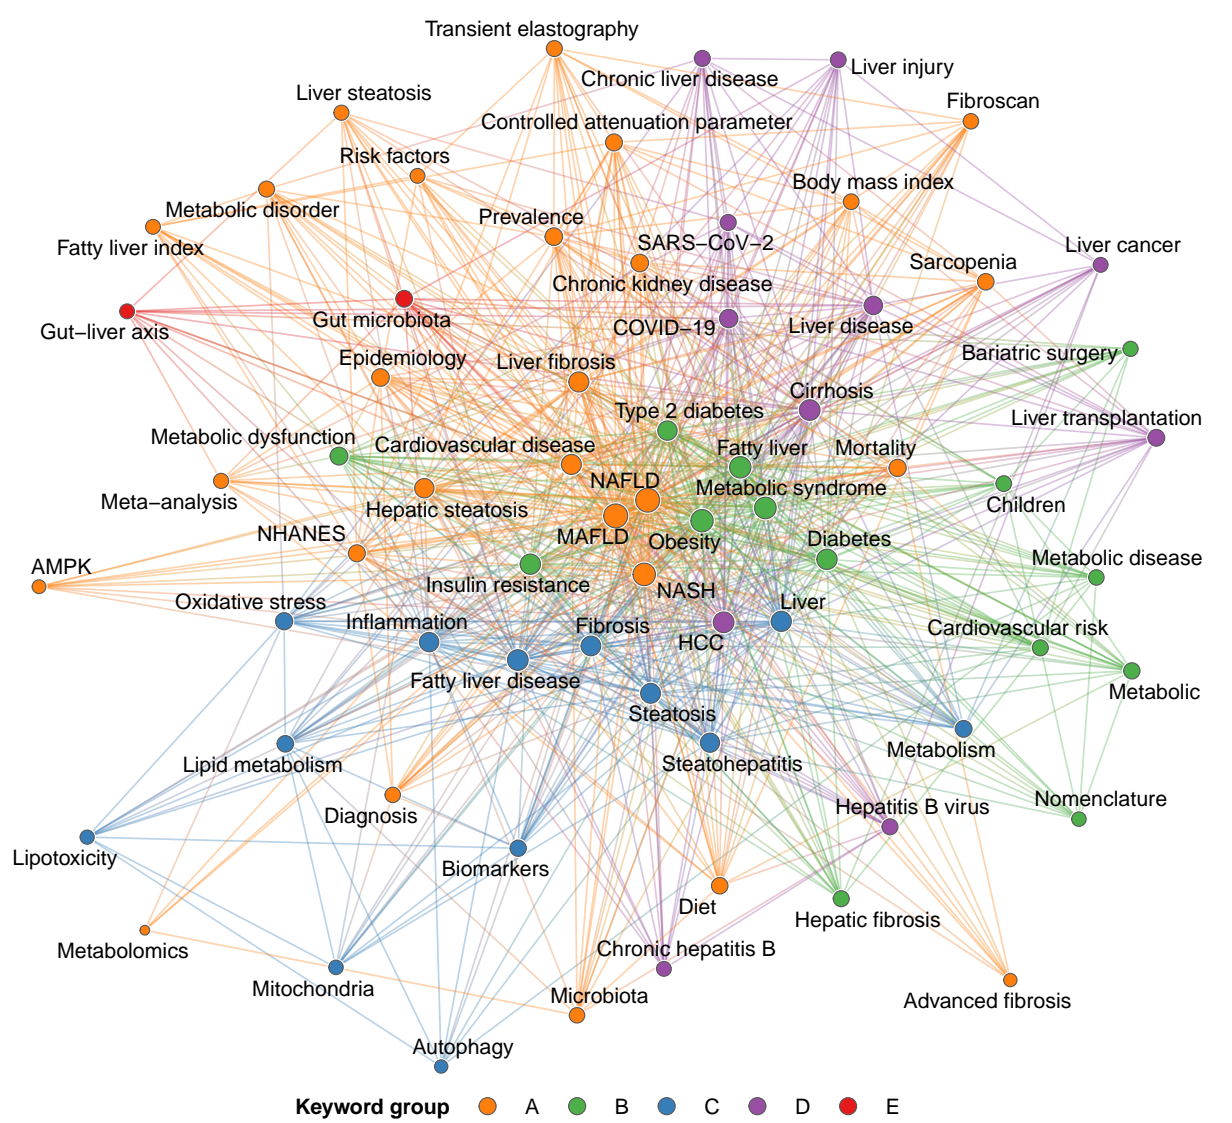 Transient elastography
Chronic liver disease
Liver injury
Liver steatosis
Fibroscan
Controlled attenuation parameter
Risk factors
Body mass index
Metabolic disorder
Prevalence
SARS−CoV−2
Fatty liver index
Liver cancer
Sarcopenia
Chronic kidney disease
Gut microbiota
Gut−liver axis
COVID−19
Liver disease
Epidemiology
Liver fibrosis
Bariatric surgery
Cirrhosis
Type 2 diabetes
Liver transplantation
Metabolic dysfunction
Cardiovascular disease
Fatty liver
Mortality
NAFLD
Metabolic syndrome
Meta−analysis
Hepatic steatosis
Children
NHANES
MAFLD
Obesity
Diabetes
Metabolic disease
AMPK
Insulin resistance
NASH
Oxidative stress
Liver
Inflammation
Fibrosis
Cardiovascular risk
HCC
Fatty liver disease
Metabolic
Steatosis
Metabolism
Lipid metabolism
Steatohepatitis
Nomenclature
Hepatitis B virus
Diagnosis
Lipotoxicity
Biomarkers
Diet
Hepatic fibrosis
Metabolomics
Chronic hepatitis B
Mitochondria
Microbiota
Advanced fibrosis
Autophagy
Keyword group A B C D E